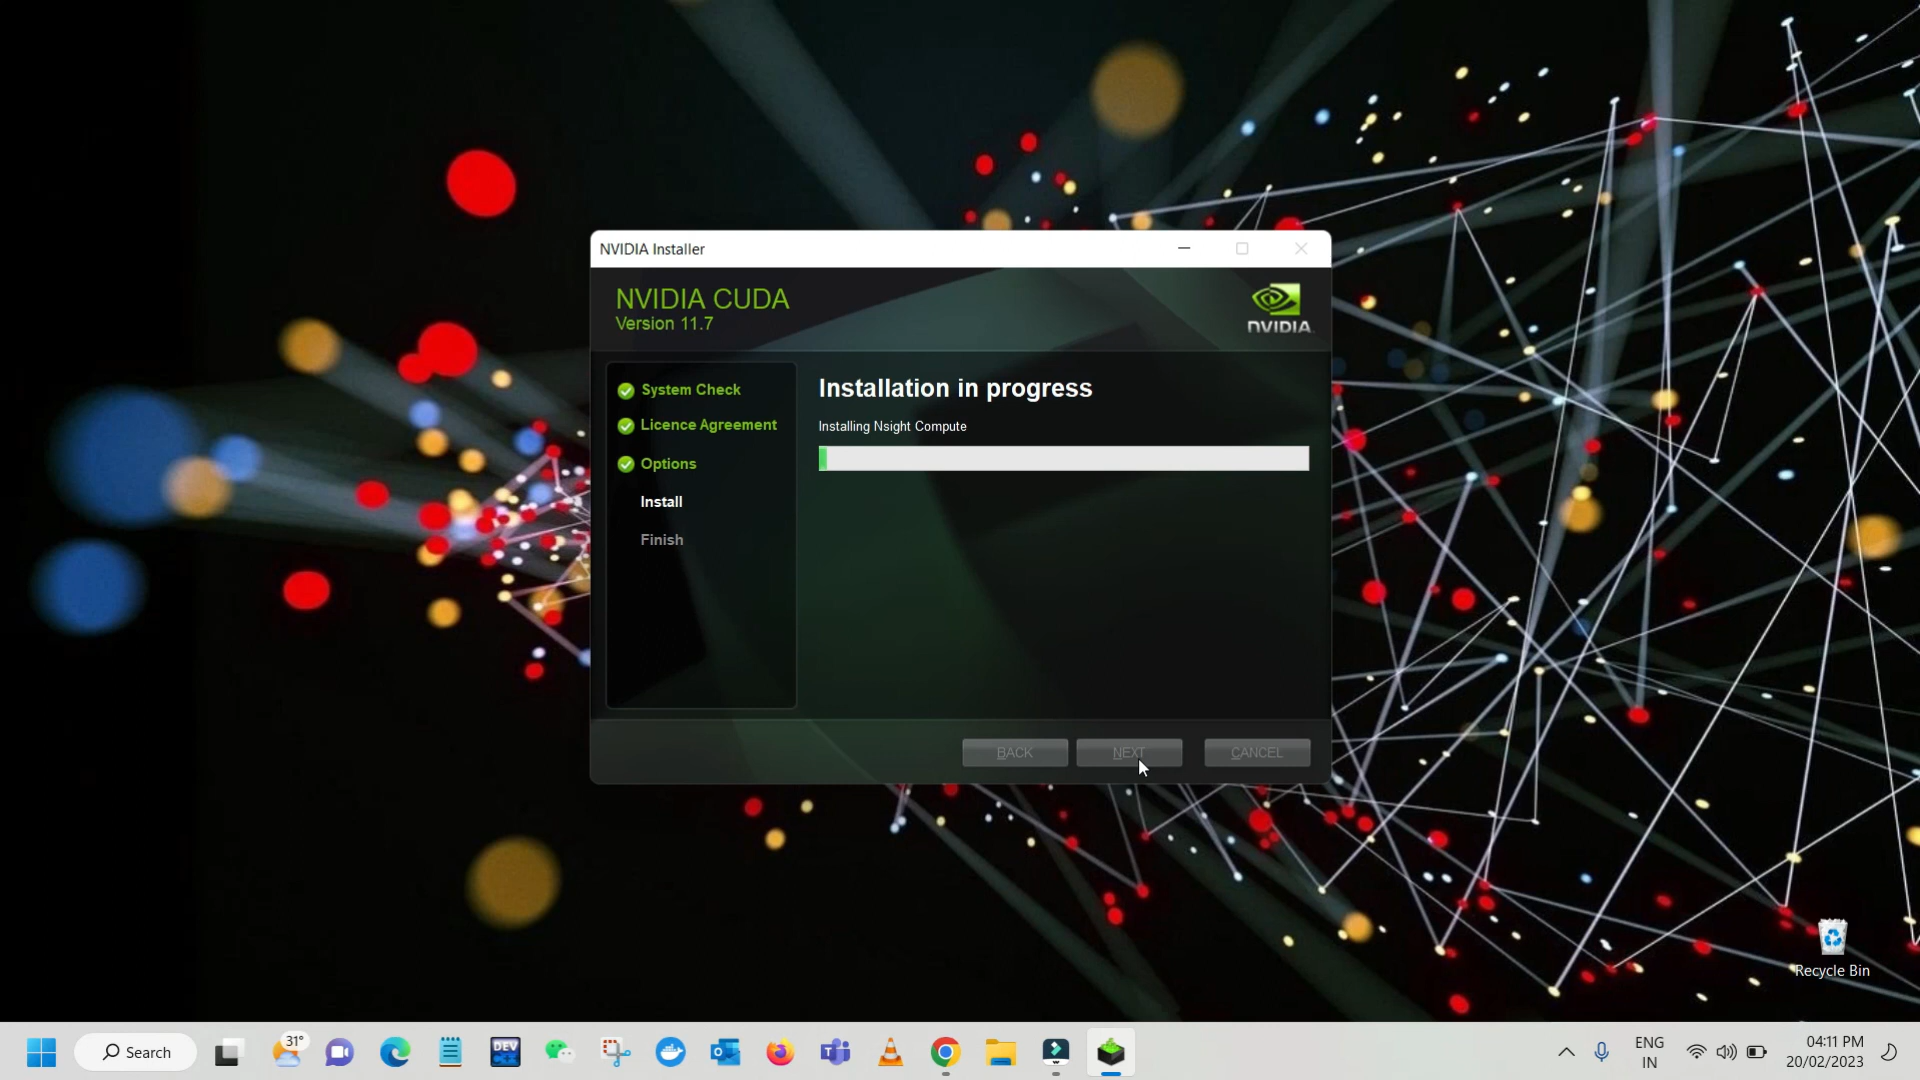 NVIDIA Installer
NVIDIA CUDA
Version 11.7
NVIDIA
System Check
Licence Agreement
Options
Install
Finish
Installation in progress
Installing Nsight Compute
BACK
NEXT
CANCEL
Recycle Bin
Search
31°
DEV
C++
ENG
IN
04:11 PM
20/02/2023